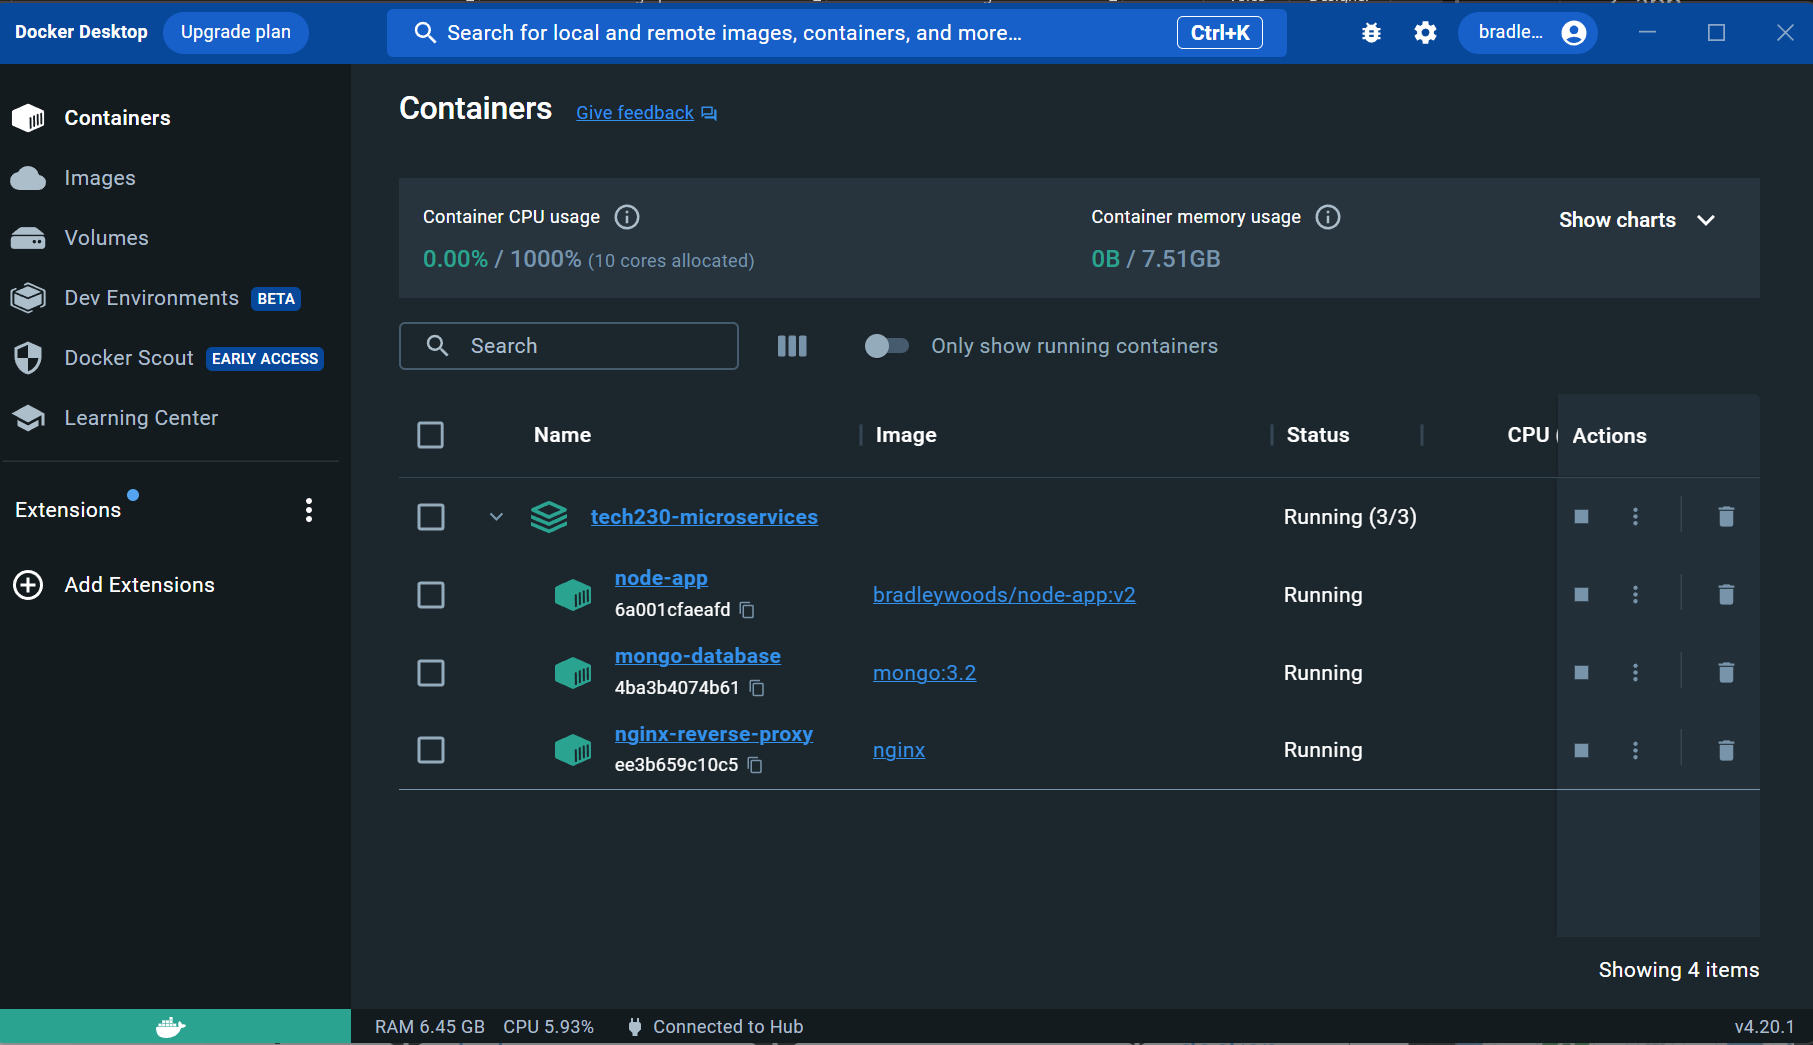 Docker Desktop
Upgrade plan
Search for local and remote images, containers, and more...
Ctrl+K
bradle...
Containers
Images
Volumes
Dev Environments BETA
Docker Scout EARLY ACCESS
Learning Center
Extensions
Add Extensions
Containers
Give feedback
Container CPU usage
0.00% / 1000% (10 cores allocated)
Container memory usage
0B / 7.51GB
Show charts
Search
Only show running containers
Name Image Status CPU ( Actions
tech230-microservices Running (3/3)
node-app
6a001cfaeafd
bradleywoods/node-app:v2
Running
mongo-database
4ba3b4074b61
mongo:3.2
Running
nginx-reverse-proxy
ee3b659c10c5
nginx
Running
Showing 4 items
RAM 6.45 GB CPU 5.93% Connected to Hub
v4.20.1